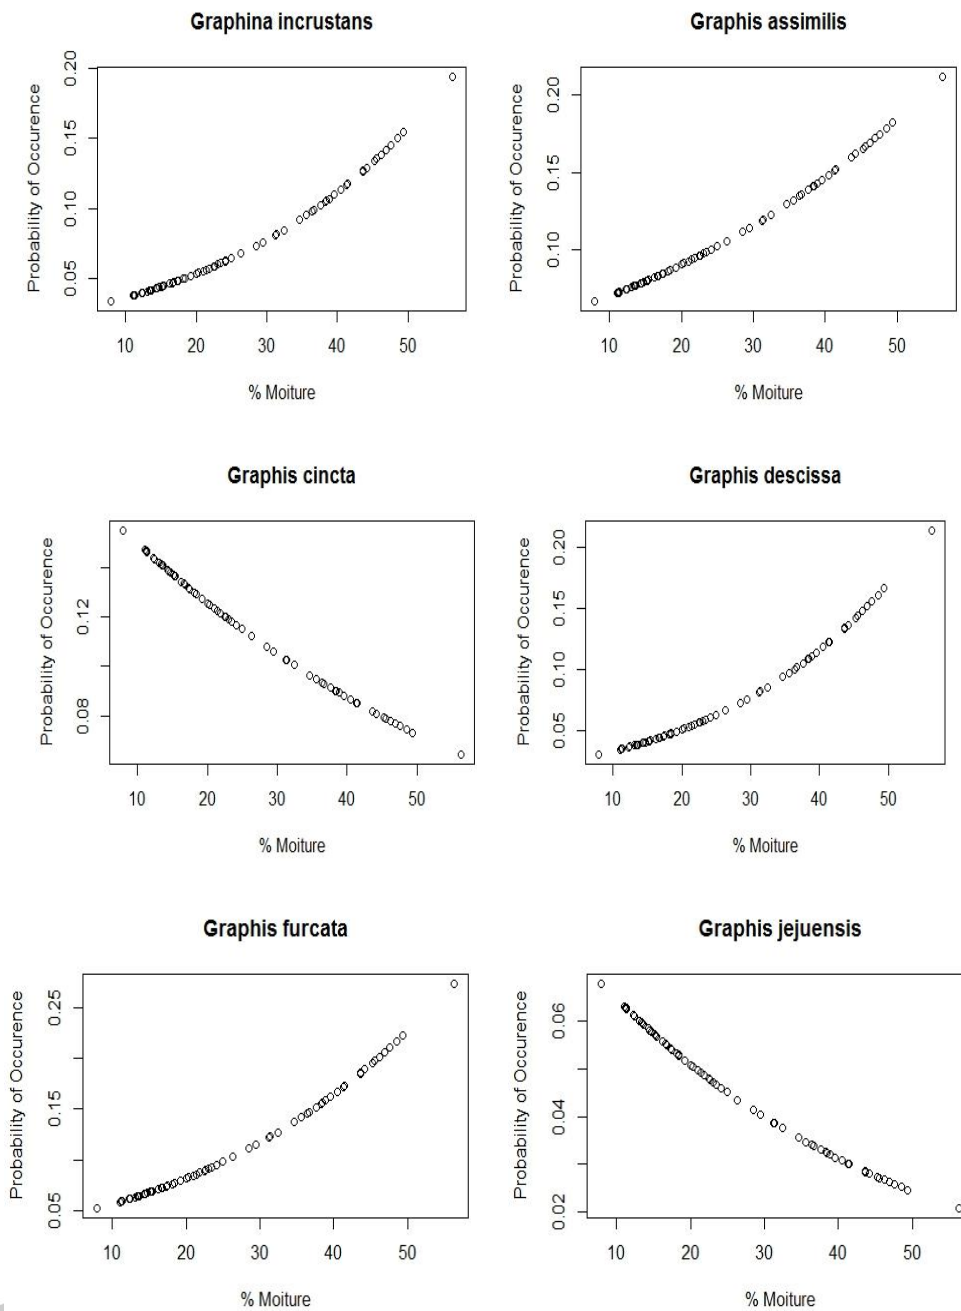 Graphina incrustans
Probability of Occurence
0.05 0.10 0.15 0.20
10 20 30 40 50
% Moiture
Graphis assimilis
Probability of Occurence
0.10 0.15 0.20
10 20 30 40 50
% Moiture
Graphis cincta
Probability of Occurence
0.08 0.12
10 20 30 40 50
% Moiture
Graphis descissa
Probability of Occurence
0.05 0.10 0.15 0.20
10 20 30 40 50
% Moiture
Graphis furcata
Probability of Occurence
0.05 0.15 0.25
10 20 30 40 50
% Moiture
Graphis jejuensis
Probability of Occurence
0.02 0.04 0.06
10 20 30 40 50
% Moiture